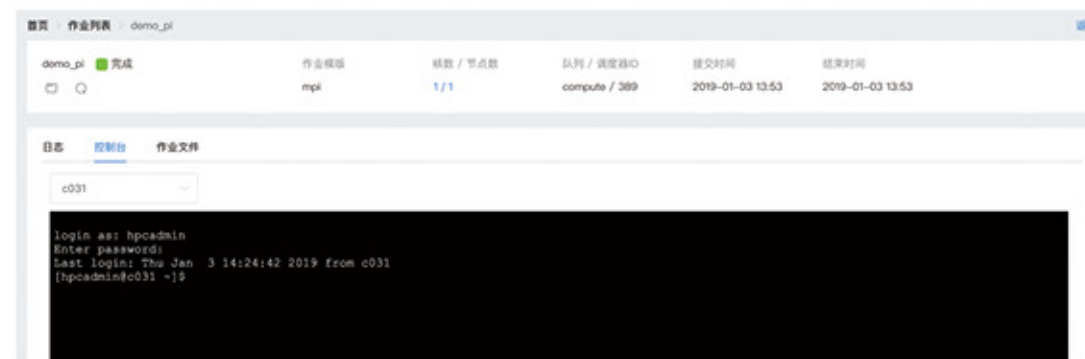 首页 作业列表 demo_pi
demo_pi 完成
作业模版 核数 / 节点数 队列 / 调度器ID 提交时间 结束时间
mpi 1 / 1 compute / 389 2019-01-03 13:53 2019-01-03 13:53
日志 控制台 作业文件
c031
login as: hpcadmin
Enter password:
Last login: Thu Jan 3 14:24:42 2019 from c031
[hpcadmin@c031 ~]$